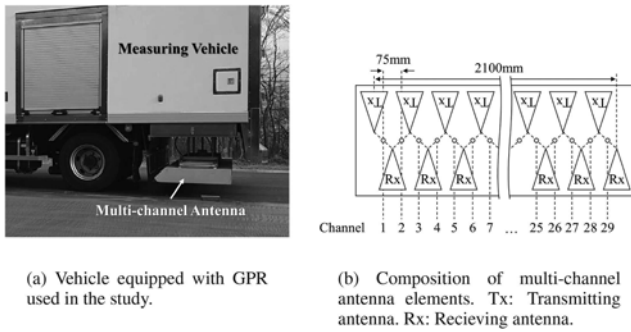 Measuring Vehicle
Multi-channel Antenna
2100mm
75mm
Tx Tx Tx Tx Tx Tx Tx
Rx Rx Rx Rx Rx Rx
Channel 1 2 3 4 5 6 7 ... 25 26 27 28 29
(a) Vehicle equipped with GPR
used in the study.
(b) Composition of multi-channel
antenna elements. Tx: Transmitting
antenna. Rx: Recieving antenna.